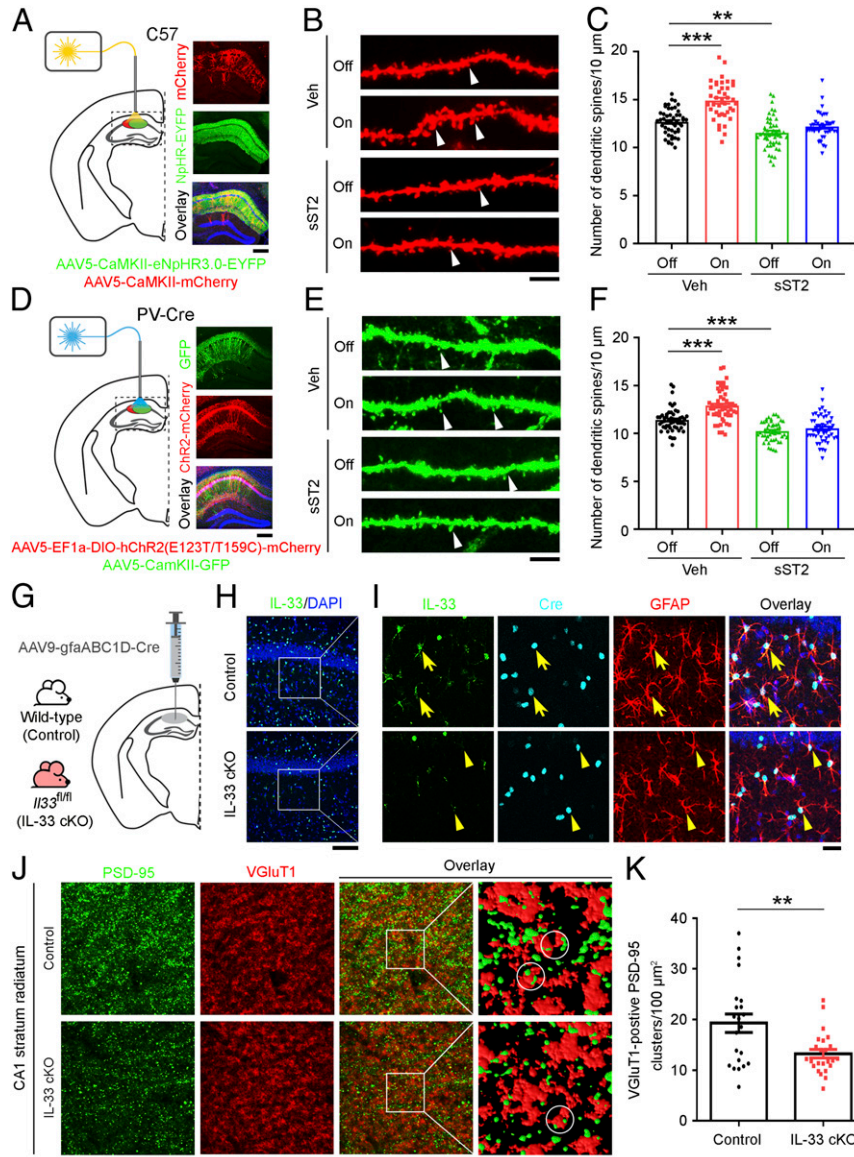 A
C57
mCherry
NpHR-EYFP
Overlay
AAV5-CaMKII-eNpHR3.0-EYFP
AAV5-CaMKII-mCherry
B
Veh
Off
On
sST2
Off
On
C
Number of dendritic spines/10 μm
20
15
10
5
0
**
***
Off On Off On
Veh sST2
D
PV-Cre
GFP
ChR2-mCherry
Overlay
AAV5-EF1a-DIO-hChR2(E123T/T159C)-mCherry
AAV5-CamKII-GFP
E
Veh
Off
On
sST2
Off
On
F
Number of dendritic spines/10 μm
20
15
10
5
0
***
***
Off On Off On
Veh sST2
G
AAV9-gfaABC1D-Cre
Wild-type
(Control)
Il33fl/fl
(IL-33 cKO)
H
IL-33/DAPI
Control
IL-33 cKO
I
IL-33 Cre GFAP Overlay
J
PSD-95 VGluT1 Overlay
CA1 stratum radiatum
Control
IL-33 cKO
K
VGluT1-postive PSD-95
clusters/100 μm²
40
30
20
10
0
**
Control IL-33 cKO